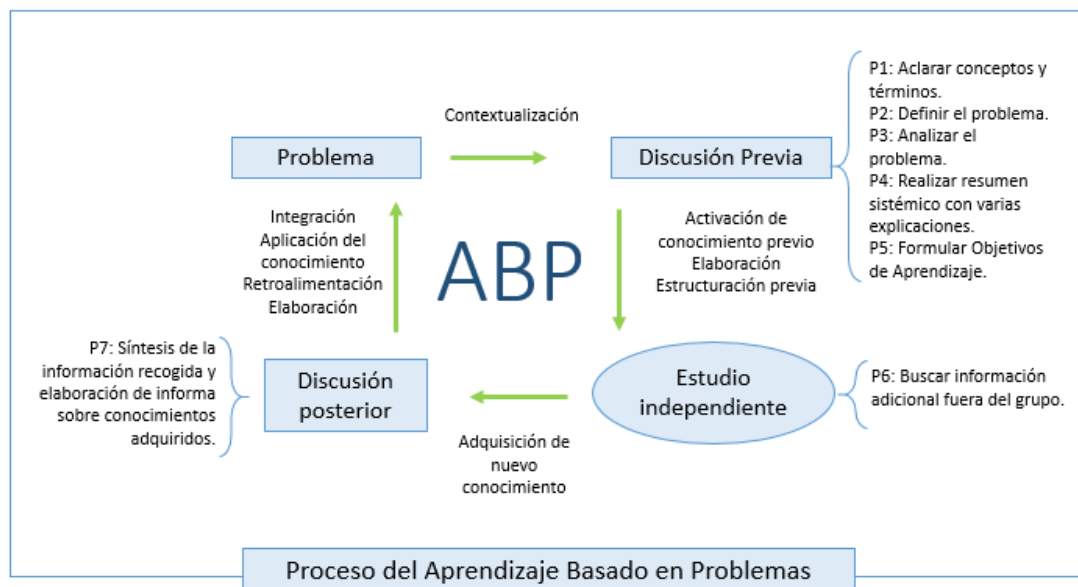 Contextualización
Problema
Discusión Previa
P1: Aclarar conceptos y
términos.
P2: Definir el problema.
P3: Analizar el
problema.
P4: Realizar resumen
sistémico con varias
explicaciones.
P5: Formular Objetivos
de Aprendizaje.
Integración
Aplicación del
conocimiento
Retroalimentación
Elaboración
ABP
Activación de
conocimiento previo
Elaboración
Estructuración previa
P7: Síntesis de la
información recogida y
elaboración de informa
sobre conocimientos
adquiridos.
Discusión
posterior
Estudio
independiente
P6: Buscar información
adicional fuera del grupo.
Adquisición de
nuevo
conocimiento
Proceso del Aprendizaje Basado en Problemas